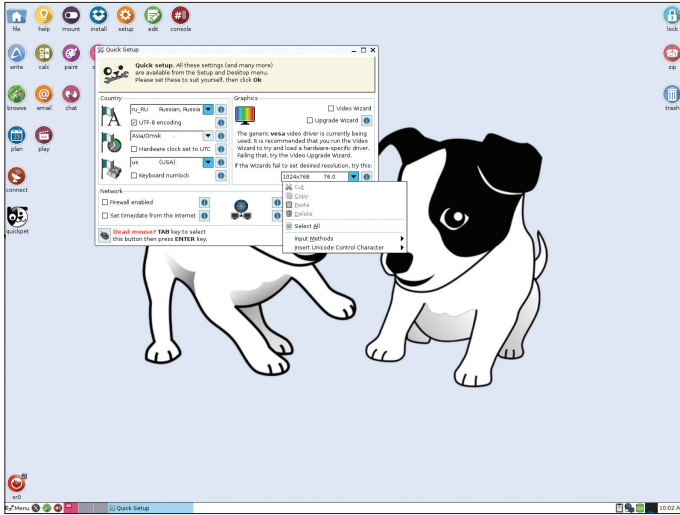 file help mount install setup edit console lock
write calc paint zip
browse email chat trash
plan play
connect
quickpet
sr0
Quick Setup
Quick setup. All these settings (and many more)
are available from the Setup and Desktop menu.
Please set these to suit yourself, then click Ok
Country
ru_RU Russian, Russia
UTF-8 encoding
Asia/Omsk
Hardware clock set to UTC
us (USA)
Keyboard numlock
Graphics
Video Wizard
Upgrade Wizard
The generic vesa video driver is currently being
used. It is recommended that you run the Video
Wizard to try and load a hardware-specific driver.
Failing that, try the Video Upgrade Wizard.
If the Wizards fail to set desired resolution, try this:
1024x768 76.0
Network
Firewall enabled
Set time/date from the Internet
Dead mouse? TAB key to select
this button then press ENTER key.
Cut
Copy
Paste
Delete
Select All
Input Methods
Insert Unicode Control Character
Menu
Quick Setup
10:02 A